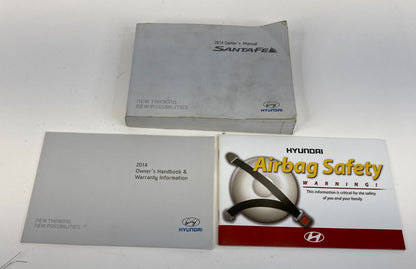 2014 Owner's Manual
SANTA FE
NEW THINKING.
NEW POSSIBILITIES.
HYUNDAI
2014
Owner's Handbook &
Warranty Information
NEW THINKING.
NEW POSSIBILITIES.
HYUNDAI
HYUNDAI
Airbag Safety
WARNING!
This information is critical for the safety
of you and your family